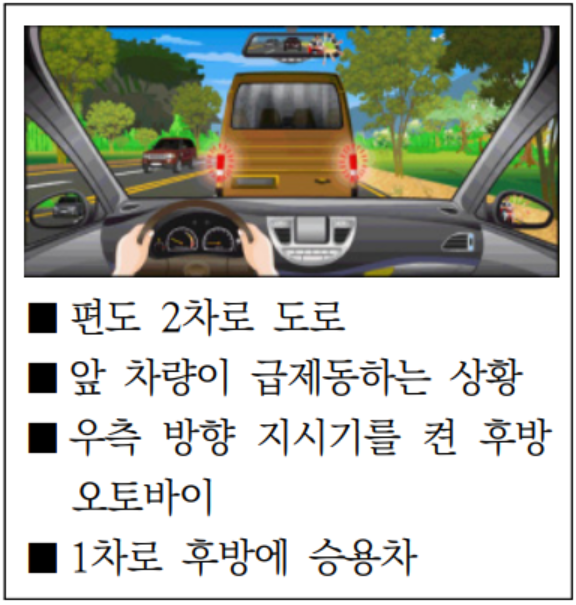 ■ 편도 2차로 도로
■ 앞 차량이 급제동하는 상황
■ 우측 방향 지시기를 켠 후방
오토바이
■ 1차로 후방에 승용차